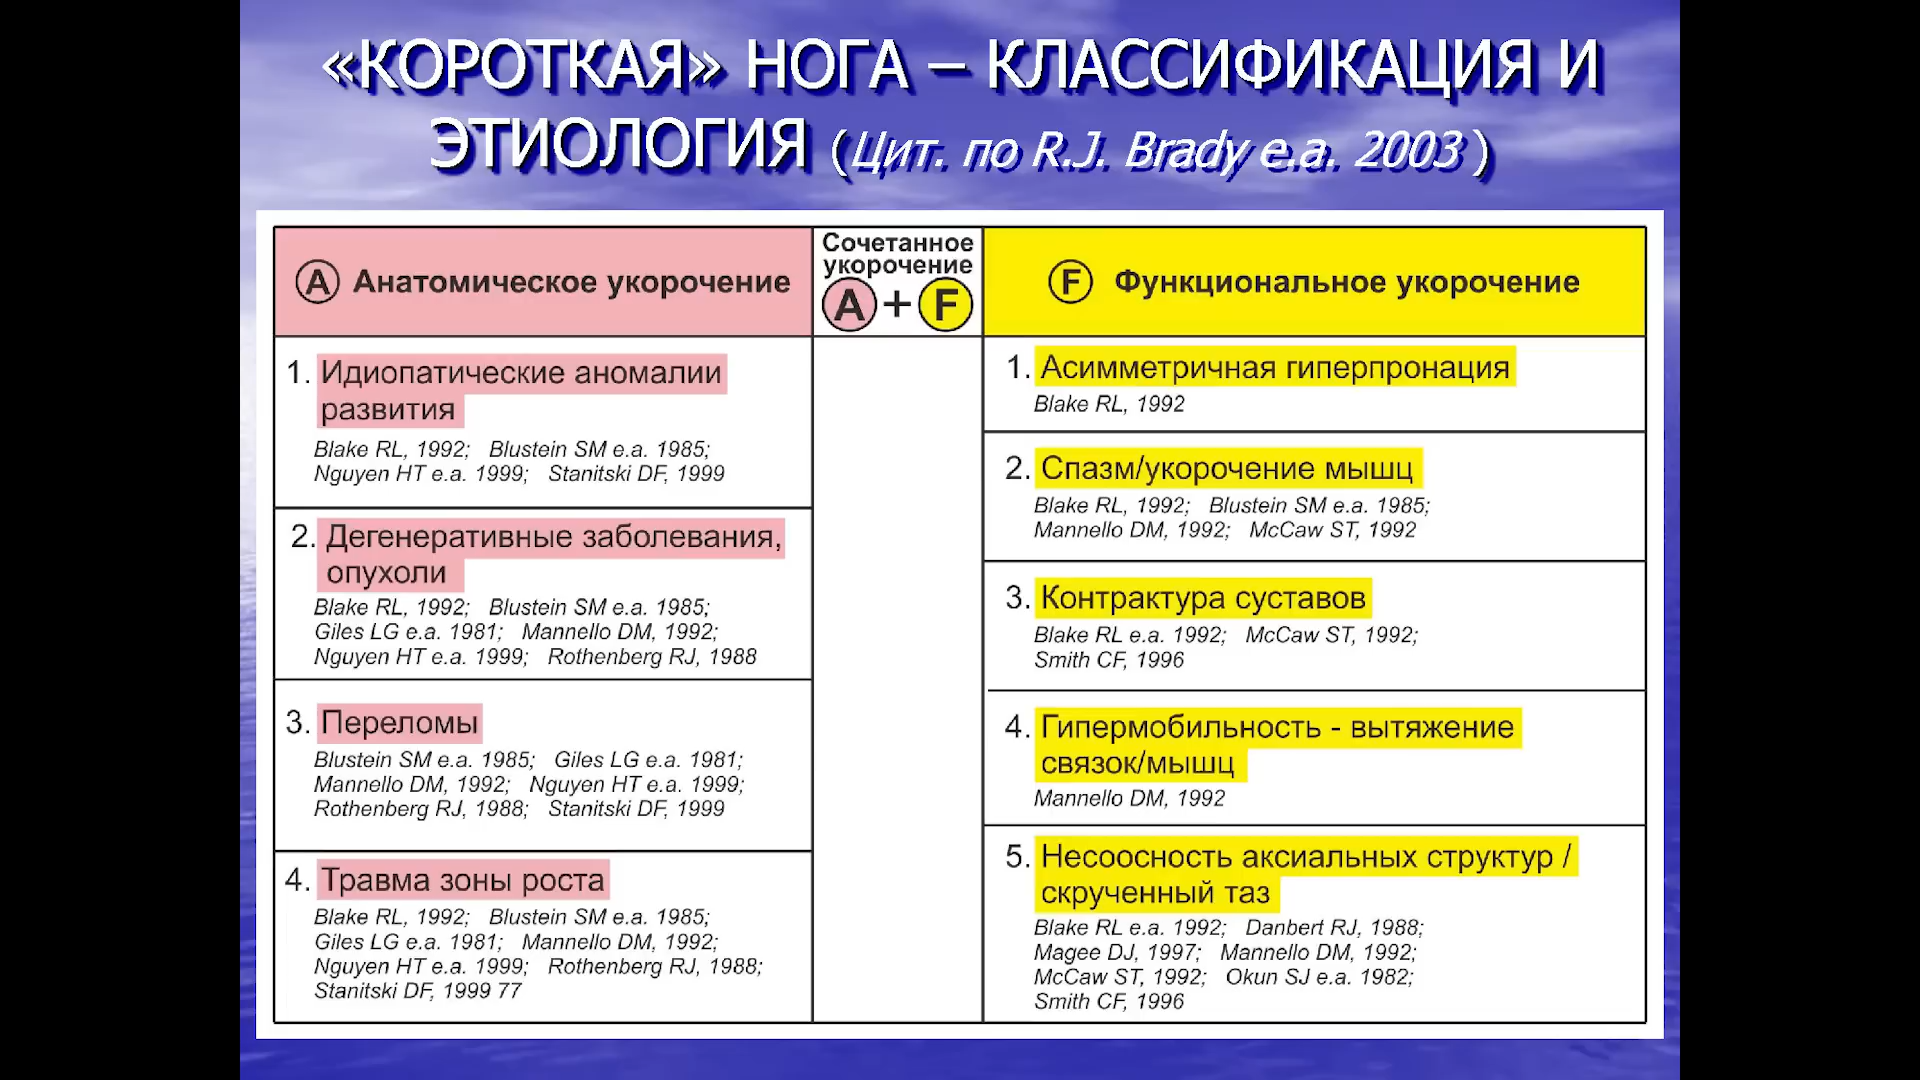 «КОРОТКАЯ» НОГА – КЛАССИФИКАЦИЯ И
ЭТИОЛОГИЯ (Цит. по R.J. Brady e.a. 2003 )
A Анатомическое укорочение
Сочетанное
укорочение
A + F
F Функциональное укорочение
1. Идиопатические аномалии
развития
Blake RL, 1992; Blustein SM e.a. 1985;
Nguyen HT e.a. 1999; Stanitski DF, 1999
2. Дегенеративные заболевания,
опухоли
Blake RL, 1992; Blustein SM e.a. 1985;
Giles LG e.a. 1981; Mannello DM, 1992;
Nguyen HT e.a. 1999; Rothenberg RJ, 1988
3. Переломы
Blustein SM e.a. 1985; Giles LG e.a. 1981;
Mannello DM, 1992; Nguyen HT e.a. 1999;
Rothenberg RJ, 1988; Stanitski DF, 1999
4. Травма зоны роста
Blake RL, 1992; Blustein SM e.a. 1985;
Giles LG e.a. 1981; Mannello DM, 1992;
Nguyen HT e.a. 1999; Rothenberg RJ, 1988;
Stanitski DF, 1999 77
1. Асимметричная гиперпронация
Blake RL, 1992
2. Спазм/укорочение мышц
Blake RL, 1992; Blustein SM e.a. 1985;
Mannello DM, 1992; McCaw ST, 1992
3. Контрактура суставов
Blake RL e.a. 1992; McCaw ST, 1992;
Smith CF, 1996
4. Гипермобильность - вытяжение
связок/мышц
Mannello DM, 1992
5. Несоосность аксиальных структур /
скрученный таз
Blake RL e.a. 1992; Danbert RJ, 1988;
Magee DJ, 1997; Mannello DM, 1992;
McCaw ST, 1992; Okun SJ e.a. 1982;
Smith CF, 1996